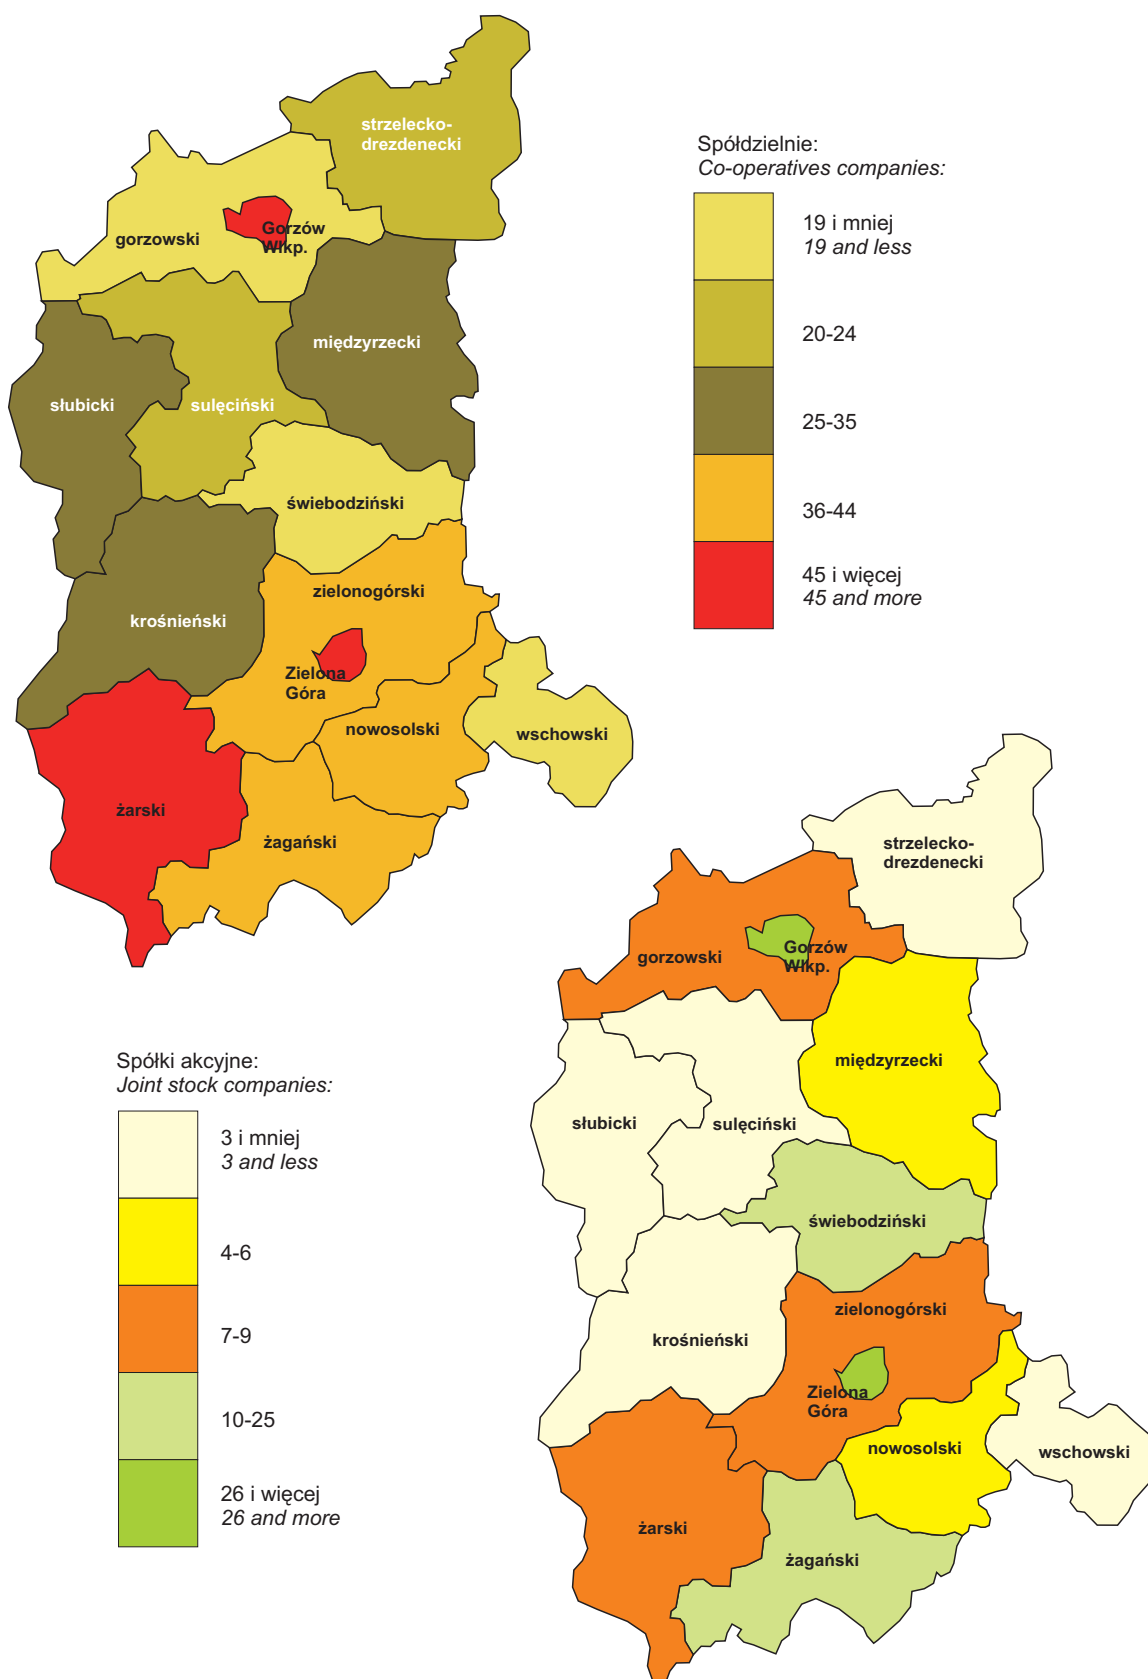 strzelecko-
drezdenecki
gorzowski
Gorzów
Wlkp.
międzyrzecki
słubicki
sulęciński
świebodziński
zielonogórski
krośnieński
Zielona
Góra
nowosolski
wschowski
żarski
żagański
Spółdzielnie:
Co-operatives companies:
19 i mniej
19 and less
20-24
25-35
36-44
45 i więcej
45 and more
Spółki akcyjne:
Joint stock companies:
3 i mniej
3 and less
4-6
7-9
10-25
26 i więcej
26 and more
strzelecko-
drezdenecki
gorzowski
Gorzów
Wlkp.
międzyrzecki
słubicki
sulęciński
świebodziński
zielonogórski
krośnieński
Zielona
Góra
nowosolski
wschowski
żarski
żagański